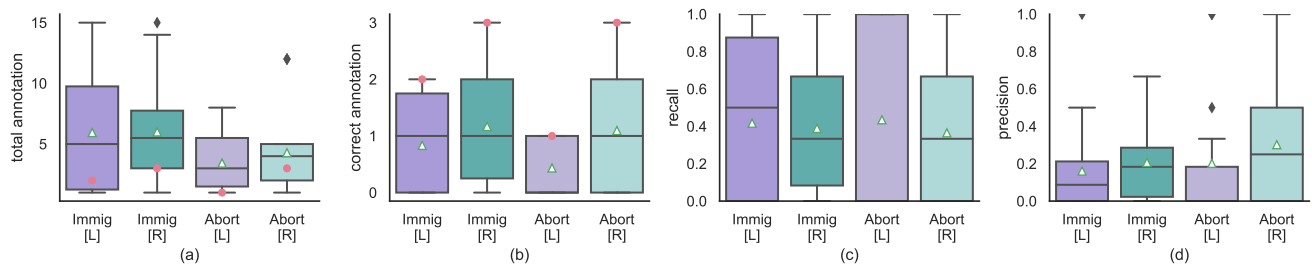 total annotation
15
10
5
Immig
[L]
Immig
[R]
Abort
[L]
Abort
[R]
(a)
correct annotation
3
2
1
0
Immig
[L]
Immig
[R]
Abort
[L]
Abort
[R]
(b)
recall
1.0
0.8
0.6
0.4
0.2
0.0
Immig
[L]
Immig
[R]
Abort
[L]
Abort
[R]
(c)
precision
1.0
0.8
0.6
0.4
0.2
0.0
Immig
[L]
Immig
[R]
Abort
[L]
Abort
[R]
(d)